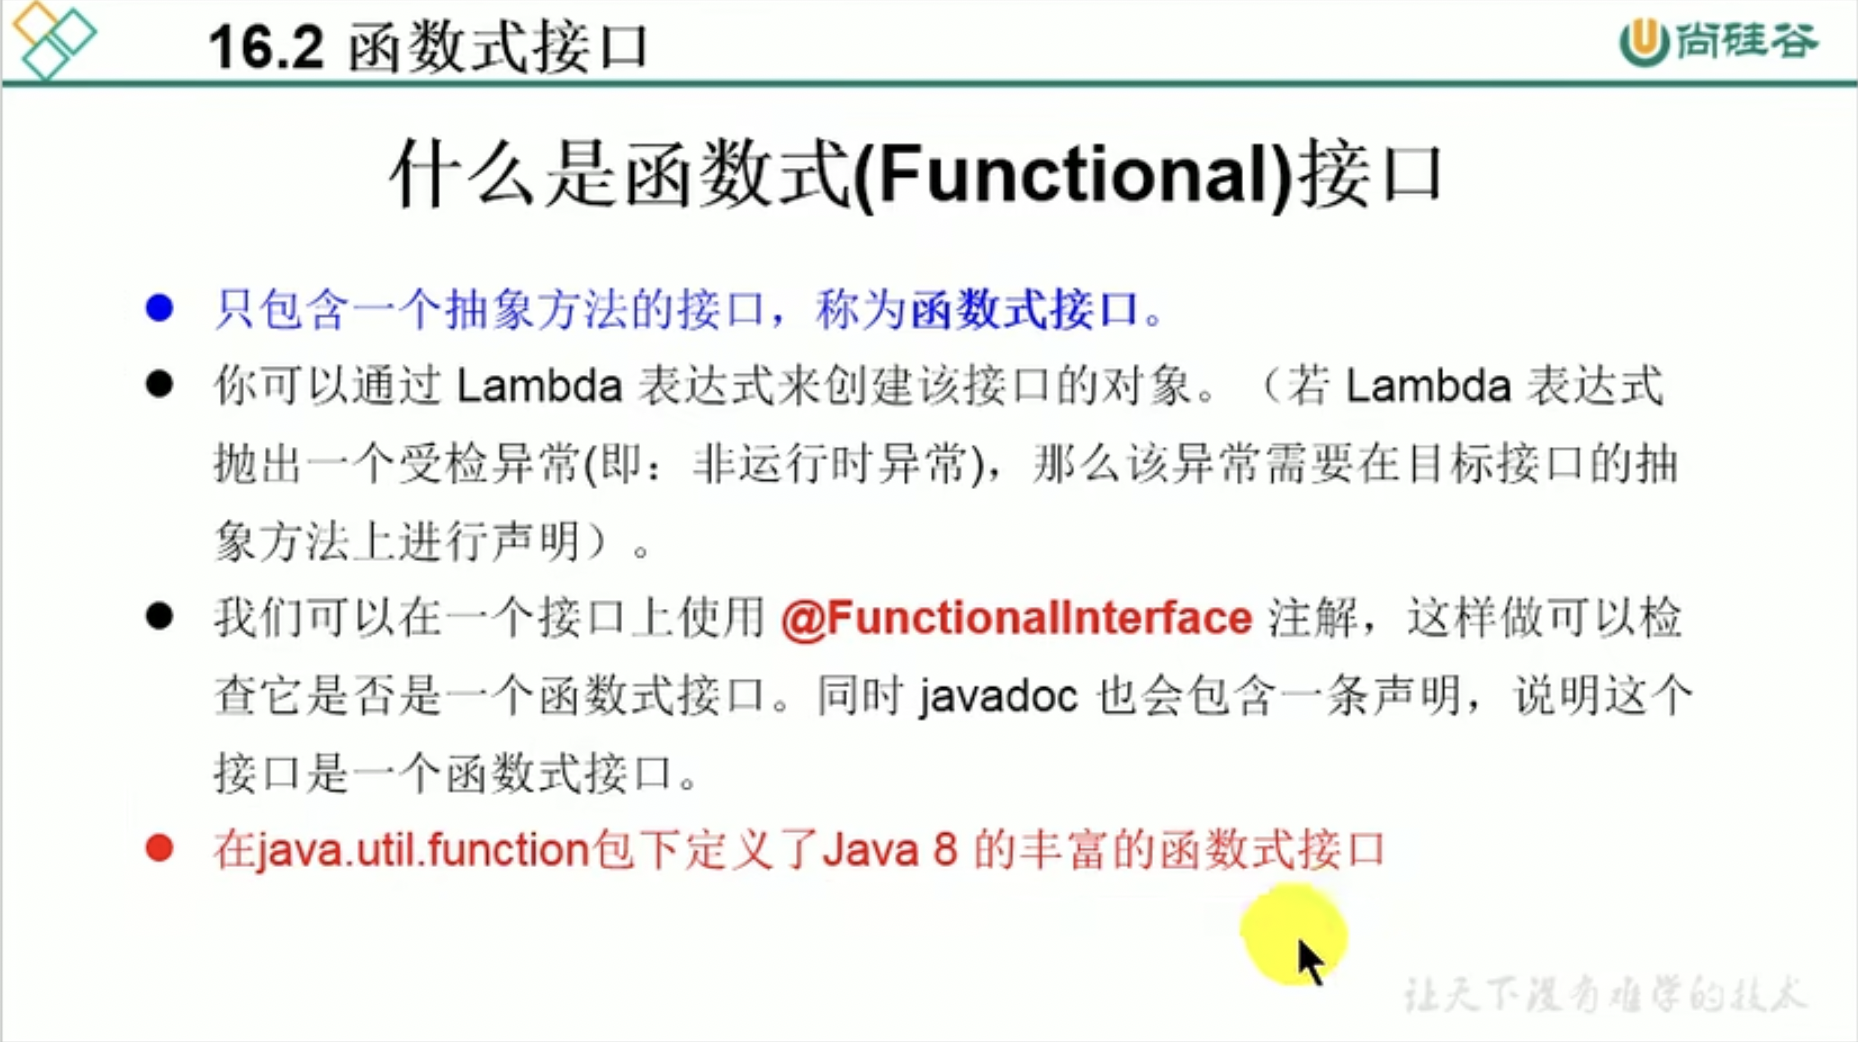 16.2 函数式接口
尚硅谷
什么是函数式(Functional)接口
只包含一个抽象方法的接口，称为函数式接口。
你可以通过 Lambda 表达式来创建该接口的对象。（若 Lambda 表达式
抛出一个受检异常(即：非运行时异常)，那么该异常需要在目标接口的抽
象方法上进行声明）。
我们可以在一个接口上使用 @FunctionalInterface 注解，这样做可以检
查它是否是一个函数式接口。同时 javadoc 也会包含一条声明，说明这个
接口是一个函数式接口。
在java.util.function包下定义了Java 8 的丰富的函数式接口
让天下没有难学的技术